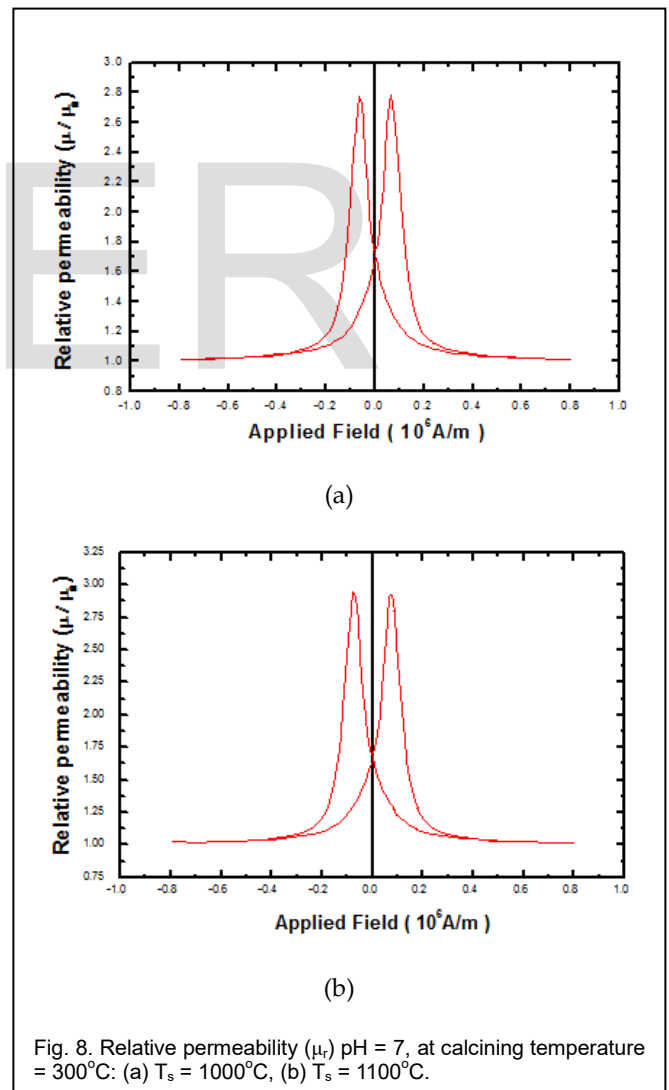 3.0
2.8
2.6
2.4
2.2
2.0
1.8
1.6
1.4
1.2
1.0
0.8
Relative permeability (μ/μ
-1.0 -0.8 -0.6 -0.4 -0.2 0.0 0.2 0.4 0.6 0.8 1.0
Applied Field ( 10⁶A/m )
ER
(a)
3.25
3.00
2.75
2.50
2.25
2.00
1.75
1.50
1.25
1.00
0.75
Relative permeability (μ/μ
-1.0 -0.8 -0.6 -0.4 -0.2 0.0 0.2 0.4 0.6 0.8 1.0
Applied Field ( 10⁶A/m )
(b)
Fig. 8. Relative permeability (μᵣ) pH = 7, at calcining temperature
= 300°C: (a) Tₛ = 1000°C, (b) Tₛ = 1100°C.